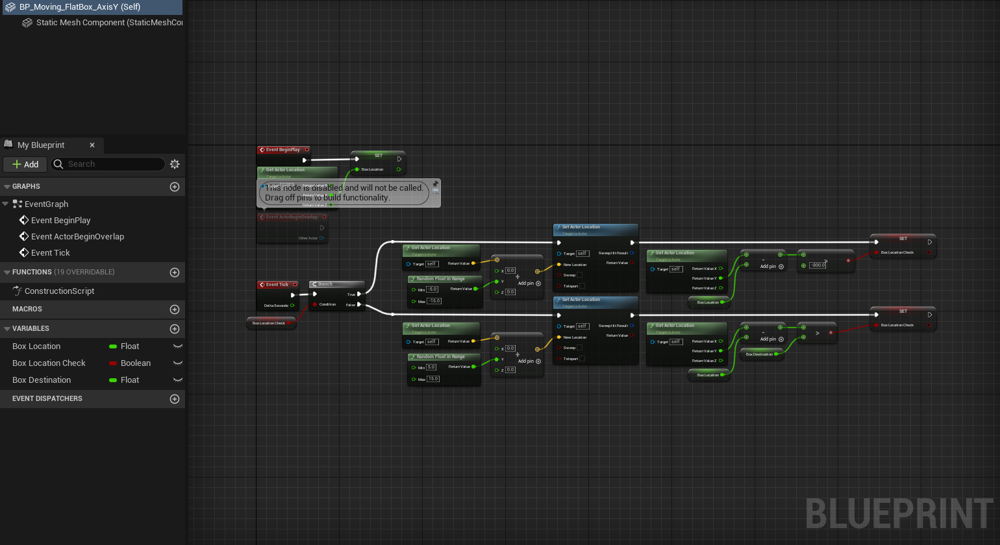 BP_Moving_FlatBox_AxisY (Self)
Static Mesh Component (StaticMeshCo
My Blueprint
Add
Search
GRAPHS
EventGraph
Event BeginPlay
Event ActorBeginOverlap
Event Tick
FUNCTIONS (19 OVERRIDABLE)
ConstructionScript
MACROS
VARIABLES
Box Location Float
Box Location Check Boolean
Box Destination Float
EVENT DISPATCHERS
Event BeginPlay
SET
Box Location
Get Actor Location
Target is Actor
Return Value X
Return Value Z
This node is disabled and will not be called.
Drag off pins to build functionality.
Event ActorBeginOverlap
Other Actor
Event Tick
Delta Seconds
Box Location Check
Branch
True
Condition
False
Get Actor Location
Target is Actor
Target self
Return Value
Random Float in Range
Min -5.0
Return Value
Max -15.0
X 0.0
Y
Z 0.0
+
Add pin
Set Actor Location
Target is Actor
Target self
Sweep Hit Result
New Location
Return Value
Sweep
Teleport
Get Actor Location
Target is Actor
Target self
Return Value X
Return Value Y
Return Value Z
Box Location
-
Add pin
>
-800.0
SET
Box Location Check
Get Actor Location
Target is Actor
Target self
Return Value
Random Float in Range
Min 5.0
Return Value
Max 15.0
X 0.0
Y
Z 0.0
+
Add pin
Set Actor Location
Target is Actor
Target self
Sweep Hit Result
New Location
Return Value
Sweep
Teleport
Get Actor Location
Target is Actor
Target self
Return Value X
Return Value Y
Return Value Z
Box Location
-
Add pin
Box Destination
>
SET
Box Location Check
BLUEPRINT